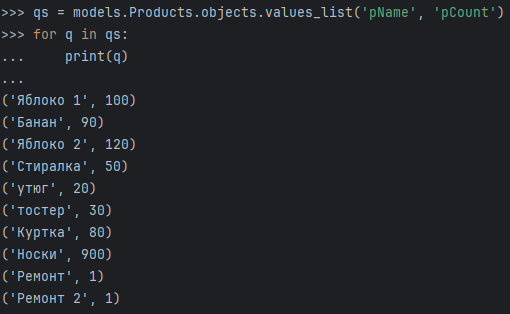 >>> qs = models.Products.objects.values_list('pName', 'pCount')
>>> for q in qs:
...     print(q)
...
('Яблоко 1', 100)
('Банан', 90)
('Яблоко 2', 120)
('Стиралка', 50)
('утюг', 20)
('тостер', 30)
('Куртка', 80)
('Носки', 900)
('Ремонт', 1)
('Ремонт 2', 1)